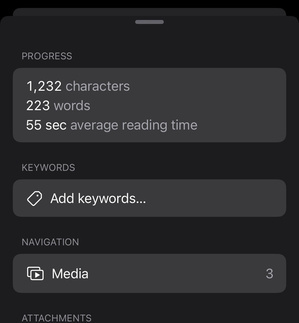 PROGRESS
1,232 characters
223 words
55 sec average reading time
KEYWORDS
Add keywords...
NAVIGATION
Media 3
ATTACHMENTS